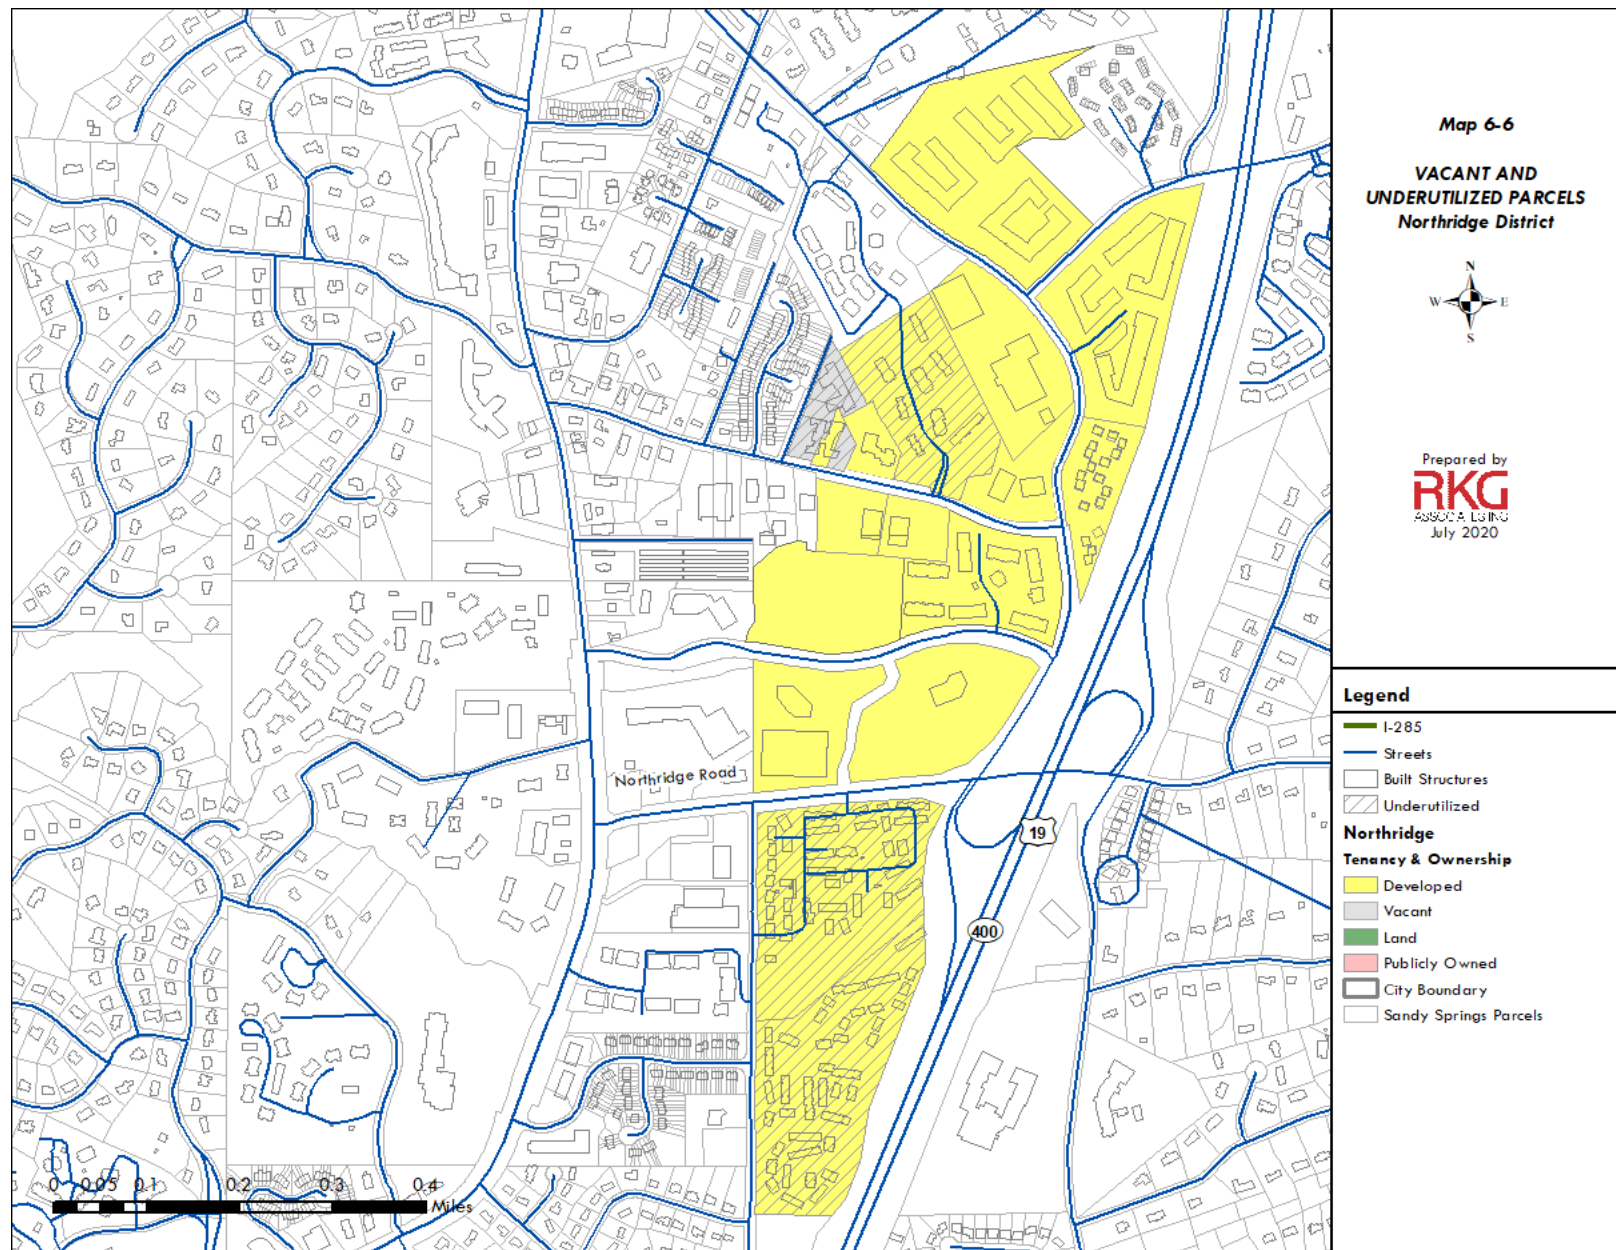 Map 6-6
VACANT AND
UNDERUTILIZED PARCELS
Northridge District
N
W E
S
Prepared by
RKG
ASSOCIATES INC
July 2020
Legend
I-285
Streets
Built Structures
Underutilized
Northridge
Tenancy & Ownership
Developed
Vacant
Land
Publicly Owned
City Boundary
Sandy Springs Parcels
Northridge Road
19
400
0 0.05 0.1 0.2 0.3 0.4
Miles